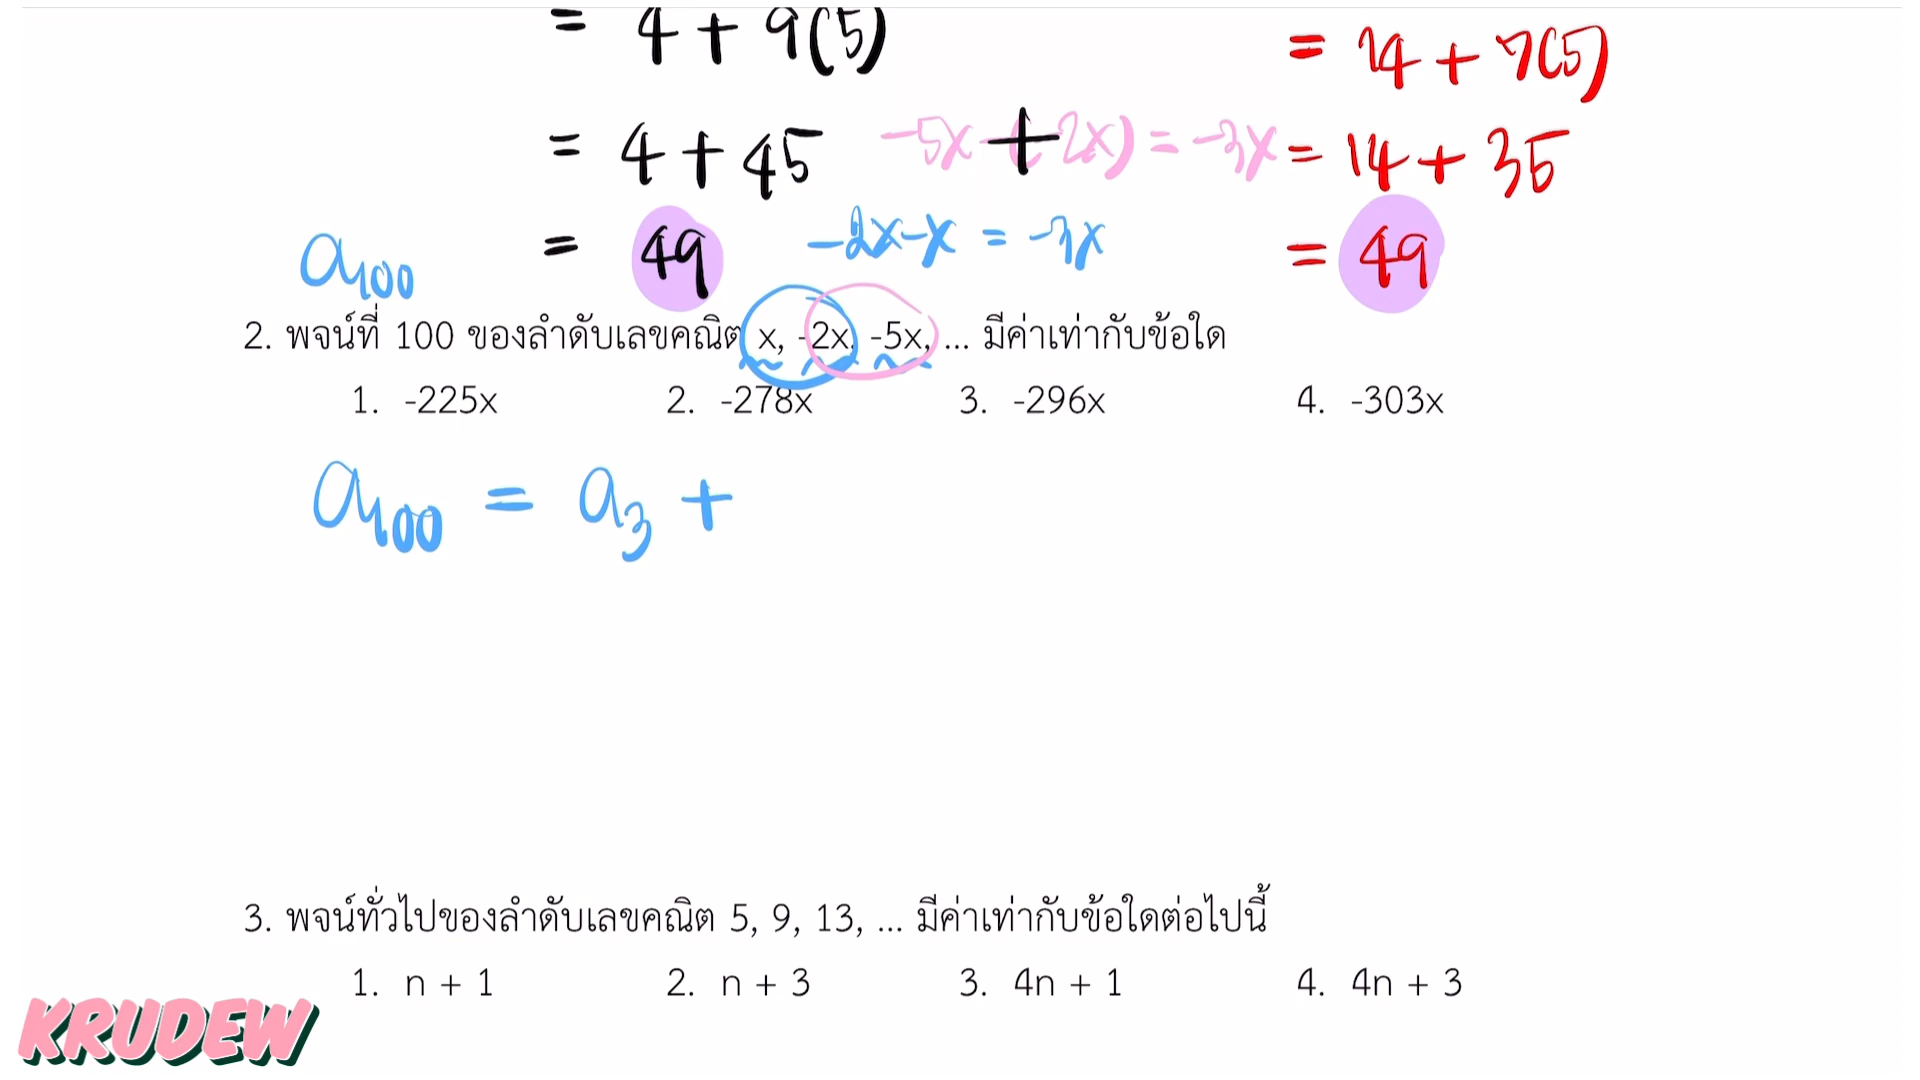 = 4 + 9(5)
= 14 + 7(5)
= 4 + 45
-5x-(-2x) = -3x
= 14 + 35
a100
= 49
-2x-x = -3x
= 49
2. พจน์ที่ 100 ของลำดับเลขคณิต x, -2x, -5x, ... มีค่าเท่ากับข้อใด
1. -225x 2. -278x 3. -296x 4. -303x
a100 = a3 +
3. พจน์ทั่วไปของลำดับเลขคณิต 5, 9, 13, ... มีค่าเท่ากับข้อใดต่อไปนี้
1. n + 1 2. n + 3 3. 4n + 1 4. 4n + 3
KRUDEW